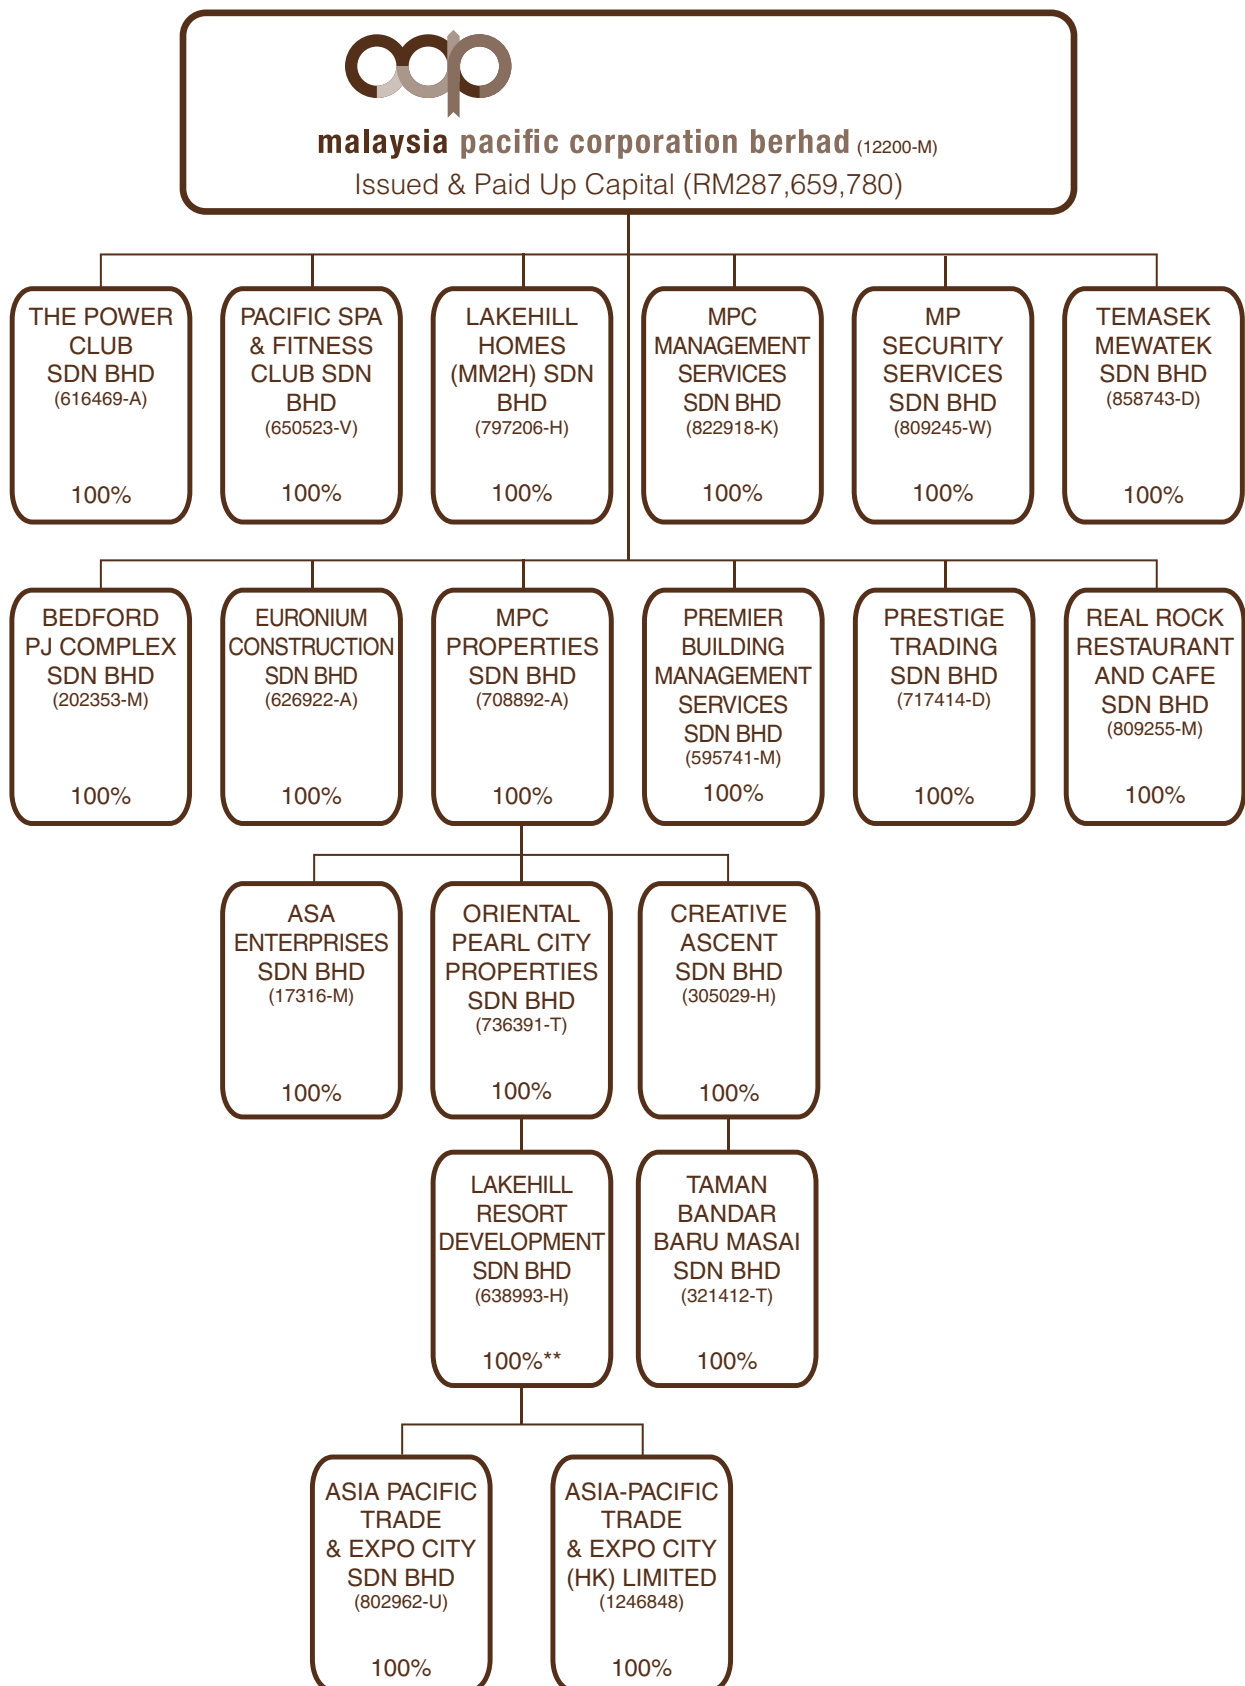 malaysia pacific corporation berhad (12200-M)
Issued & Paid Up Capital (RM287,659,780)
THE POWER
CLUB
SDN BHD
(616469-A)
100%
PACIFIC SPA
& FITNESS
CLUB SDN
BHD
(650523-V)
100%
LAKEHILL
HOMES
(MM2H) SDN
BHD
(797206-H)
100%
MPC
MANAGEMENT
SERVICES
SDN BHD
(822918-K)
100%
MP
SECURITY
SERVICES
SDN BHD
(809245-W)
100%
TEMASEK
MEWATEK
SDN BHD
(858743-D)
100%
BEDFORD
PJ COMPLEX
SDN BHD
(202353-M)
100%
EURONIUM
CONSTRUCTION
SDN BHD
(626922-A)
100%
MPC
PROPERTIES
SDN BHD
(708892-A)
100%
PREMIER
BUILDING
MANAGEMENT
SERVICES
SDN BHD
(595741-M)
100%
PRESTIGE
TRADING
SDN BHD
(717414-D)
100%
REAL ROCK
RESTAURANT
AND CAFE
SDN BHD
(809255-M)
100%
ASA
ENTERPRISES
SDN BHD
(17316-M)
100%
ORIENTAL
PEARL CITY
PROPERTIES
SDN BHD
(736391-T)
100%
CREATIVE
ASCENT
SDN BHD
(305029-H)
100%
LAKEHILL
RESORT
DEVELOPMENT
SDN BHD
(638993-H)
100%**
TAMAN
BANDAR
BARU MASAI
SDN BHD
(321412-T)
100%
ASIA PACIFIC
TRADE
& EXPO CITY
SDN BHD
(802962-U)
100%
ASIA-PACIFIC
TRADE
& EXPO CITY
(HK) LIMITED
(1246848)
100%